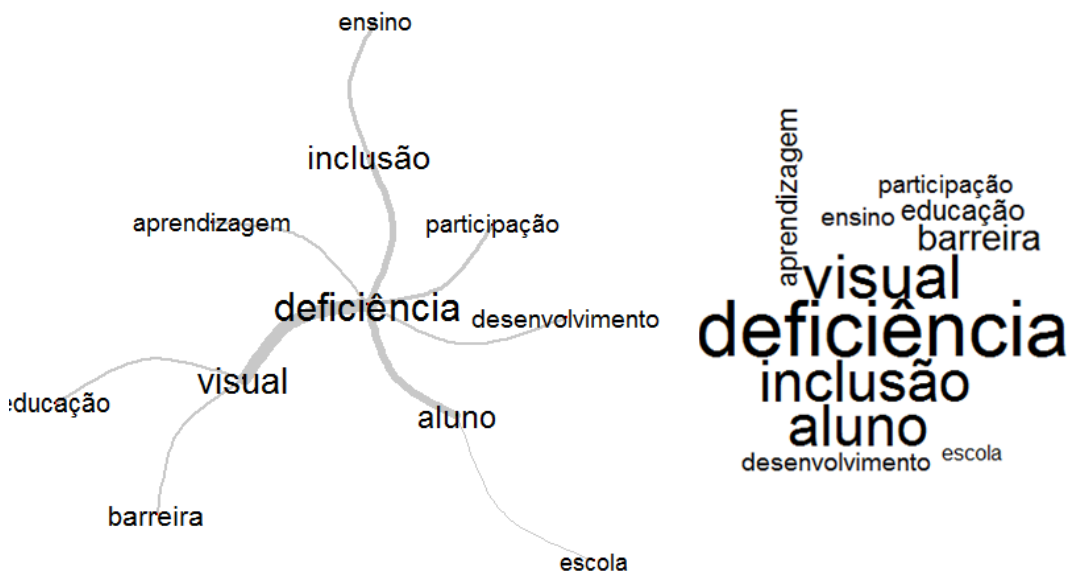 ensino
inclusão
aprendizagem
participação
deficiência
desenvolvimento
visual
educação
aluno
barreira
escola
aprendizagem
participação
ensino educação
barreira
visual
deficiência
inclusão
aluno
desenvolvimento escola